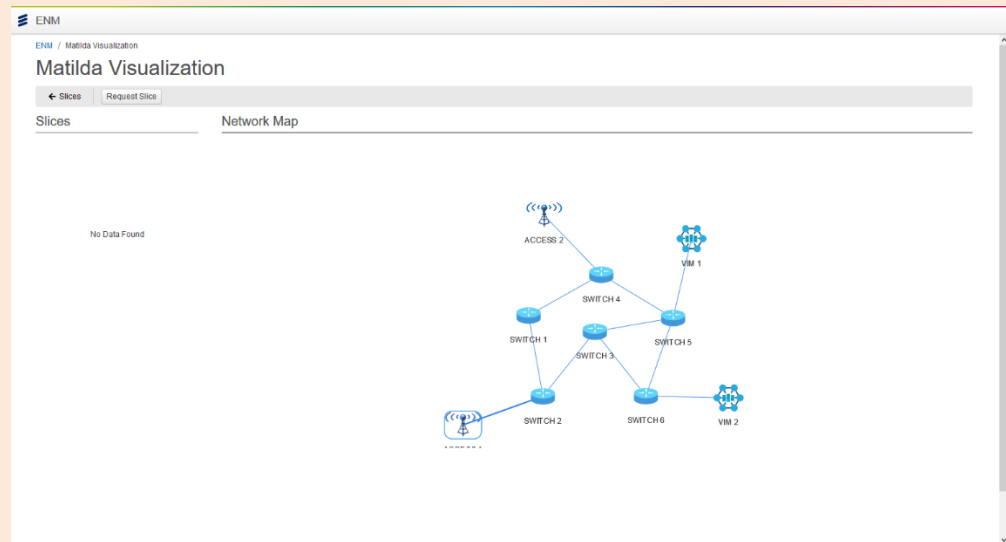 ENM
ENM / Matilda Visualization
Matilda Visualization
← Slices
Request Slice
Slices
Network Map
No Data Found
ACCESS 2
VIM 1
SWITCH 4
SWITCH 1
SWITCH 3
SWITCH 5
SWITCH 2
SWITCH 6
VIM 2